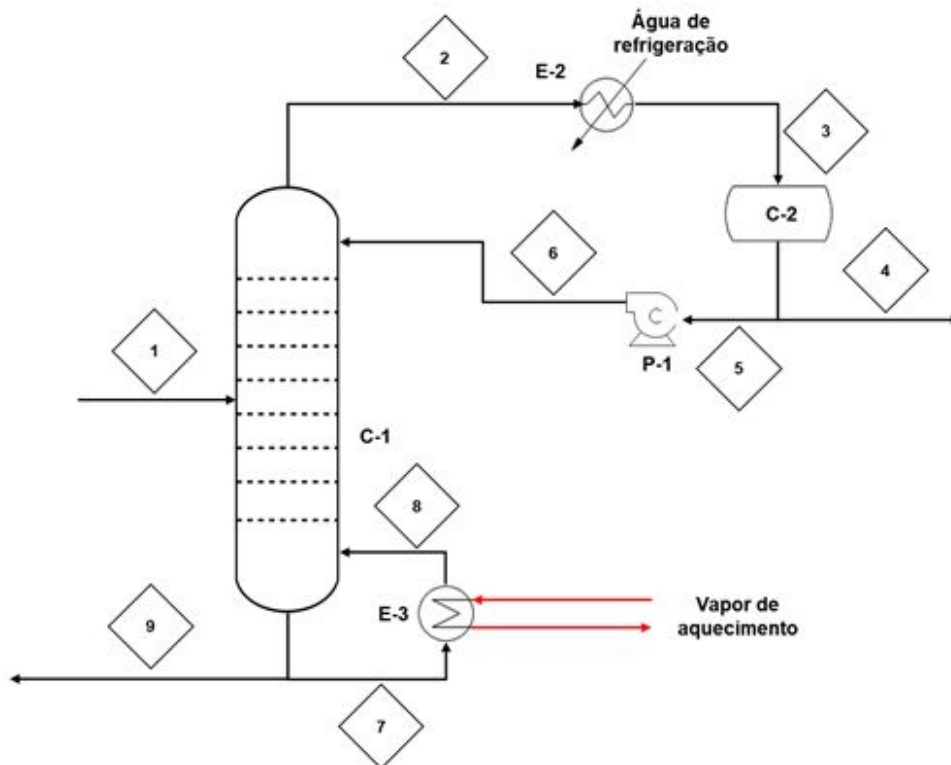 Água de
refrigeração
2
E-2
3
C-2
6
4
1
P-1
5
C-1
8
E-3
Vapor de
aquecimento
9
7